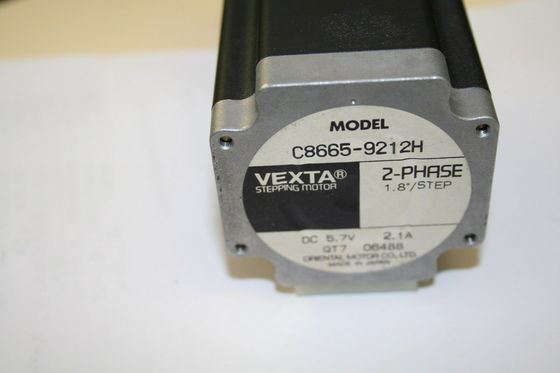 MODEL
C8665-9212H
VEXTA®
STEPPING MOTOR
2-PHASE
1.8°/STEP
DC 5.7V 2.1A
QT7 06488
ORIENTAL MOTOR CO., LTD.
MADE IN JAPAN